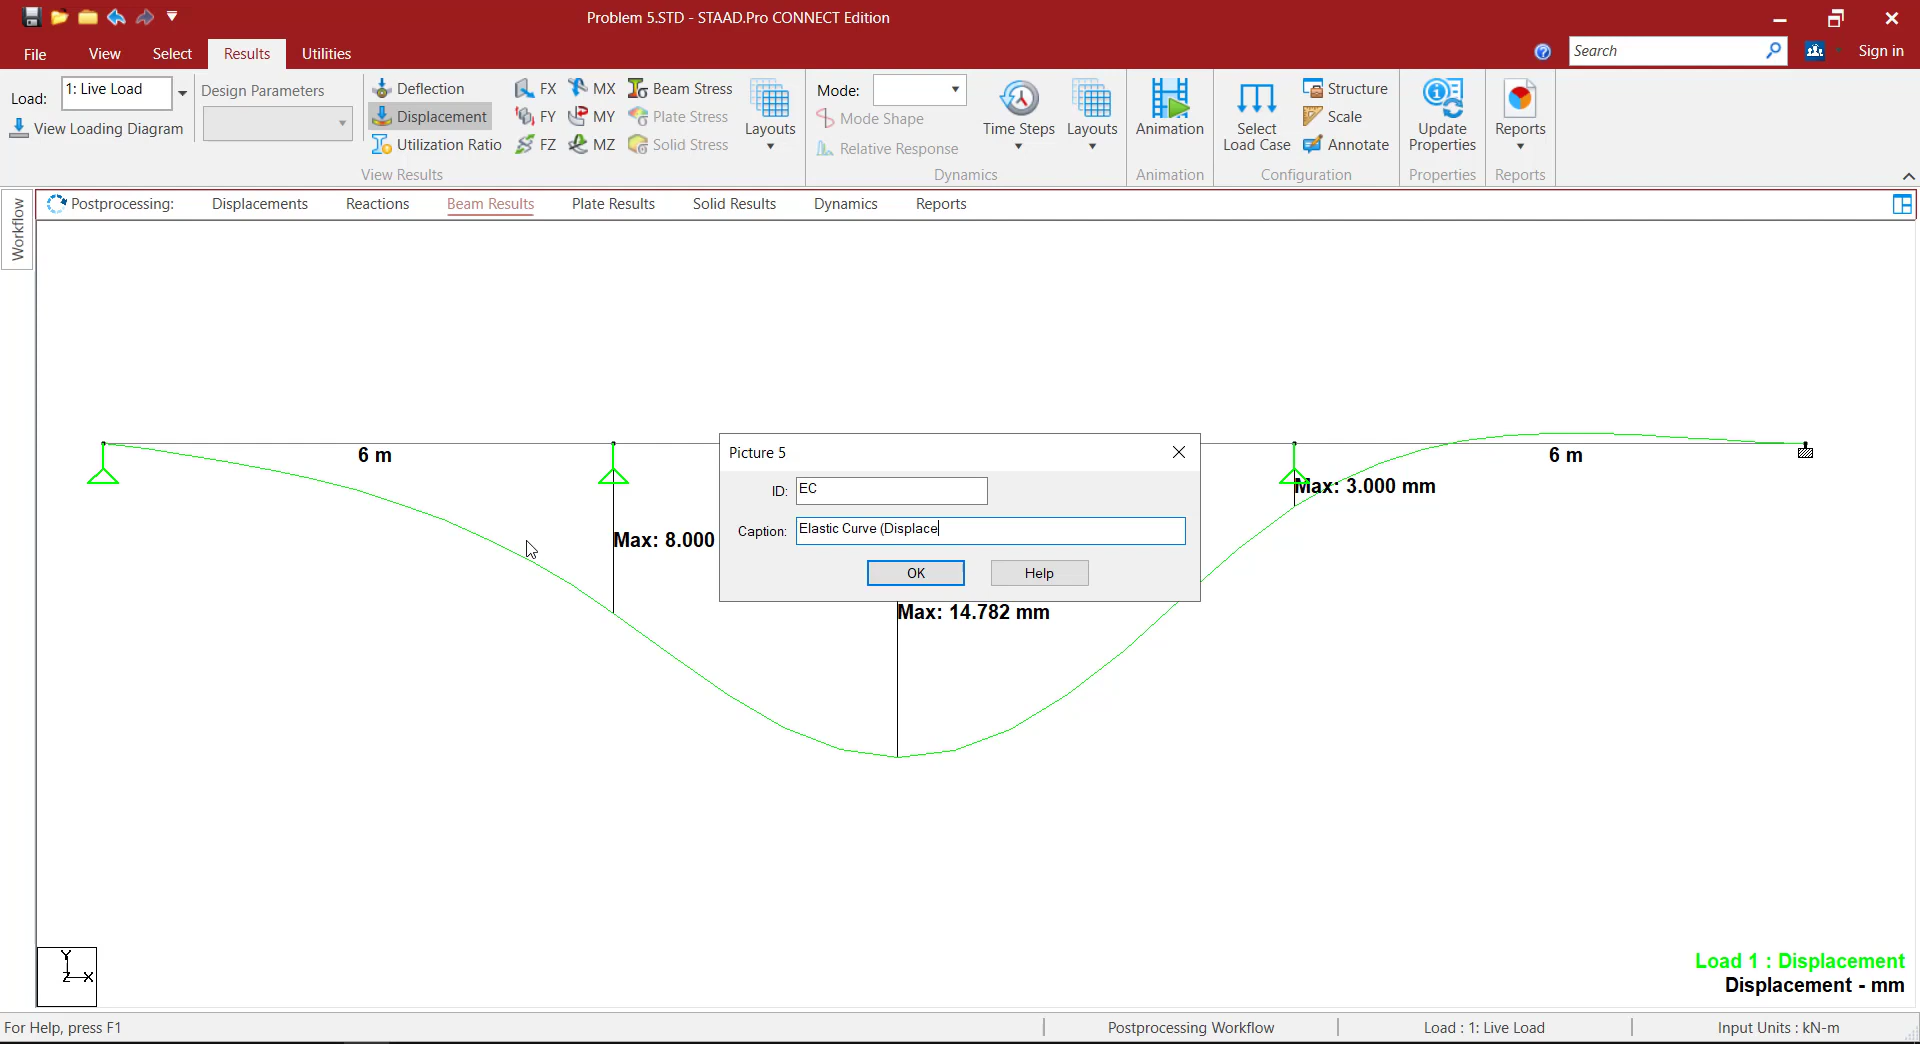 Problem 5.STD - STAAD.Pro CONNECT Edition
File View Select Results Utilities
Search
Sign in
Load: 1: Live Load
View Loading Diagram
Design Parameters
Deflection
Displacement
Utilization Ratio
FX MX Beam Stress
FY MY Plate Stress
FZ MZ Solid Stress
Layouts
View Results
Mode:
Mode Shape
Relative Response
Time Steps
Layouts
Dynamics
Animation
Animation
Select
Load Case
Structure
Scale
Annotate
Configuration
Update
Properties
Properties
Reports
Reports
Workflow
Postprocessing: Displacements Reactions Beam Results Plate Results Solid Results Dynamics Reports
6 m
6 m
Max: 8.000
Max: 14.782 mm
Max: 3.000 mm
Picture 5
ID: EC
Caption: Elastic Curve (Displace
OK Help
Y
Z X
Load 1 : Displacement
Displacement - mm
For Help, press F1
Postprocessing Workflow
Load : 1: Live Load
Input Units : kN-m